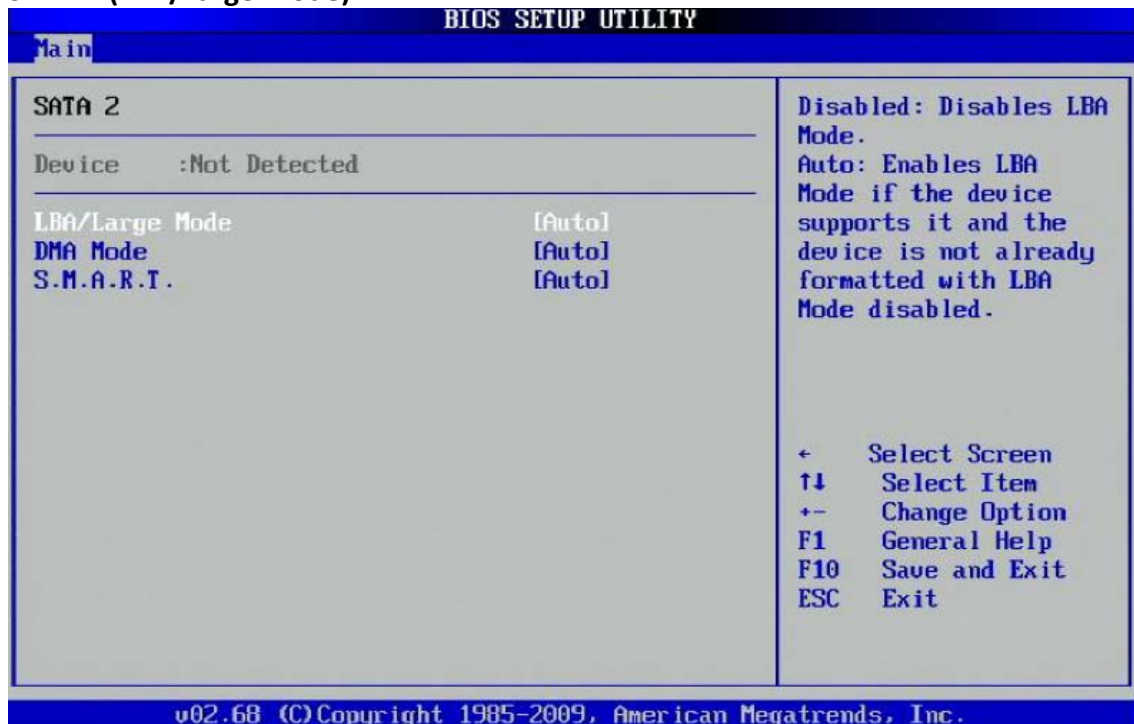 BIOS SETUP UTILITY
Main
SATA 2
Device :Not Detected
LBA/Large Mode [Auto]
DMA Mode [Auto]
S.M.A.R.T. [Auto]
Disabled: Disables LBA
Mode.
Auto: Enables LBA
Mode if the device
supports it and the
device is not already
formatted with LBA
Mode disabled.
← Select Screen
↑↓ Select Item
+- Change Option
F1 General Help
F10 Save and Exit
ESC Exit
v02.68 (C)Copyright 1985-2009, American Megatrends, Inc.